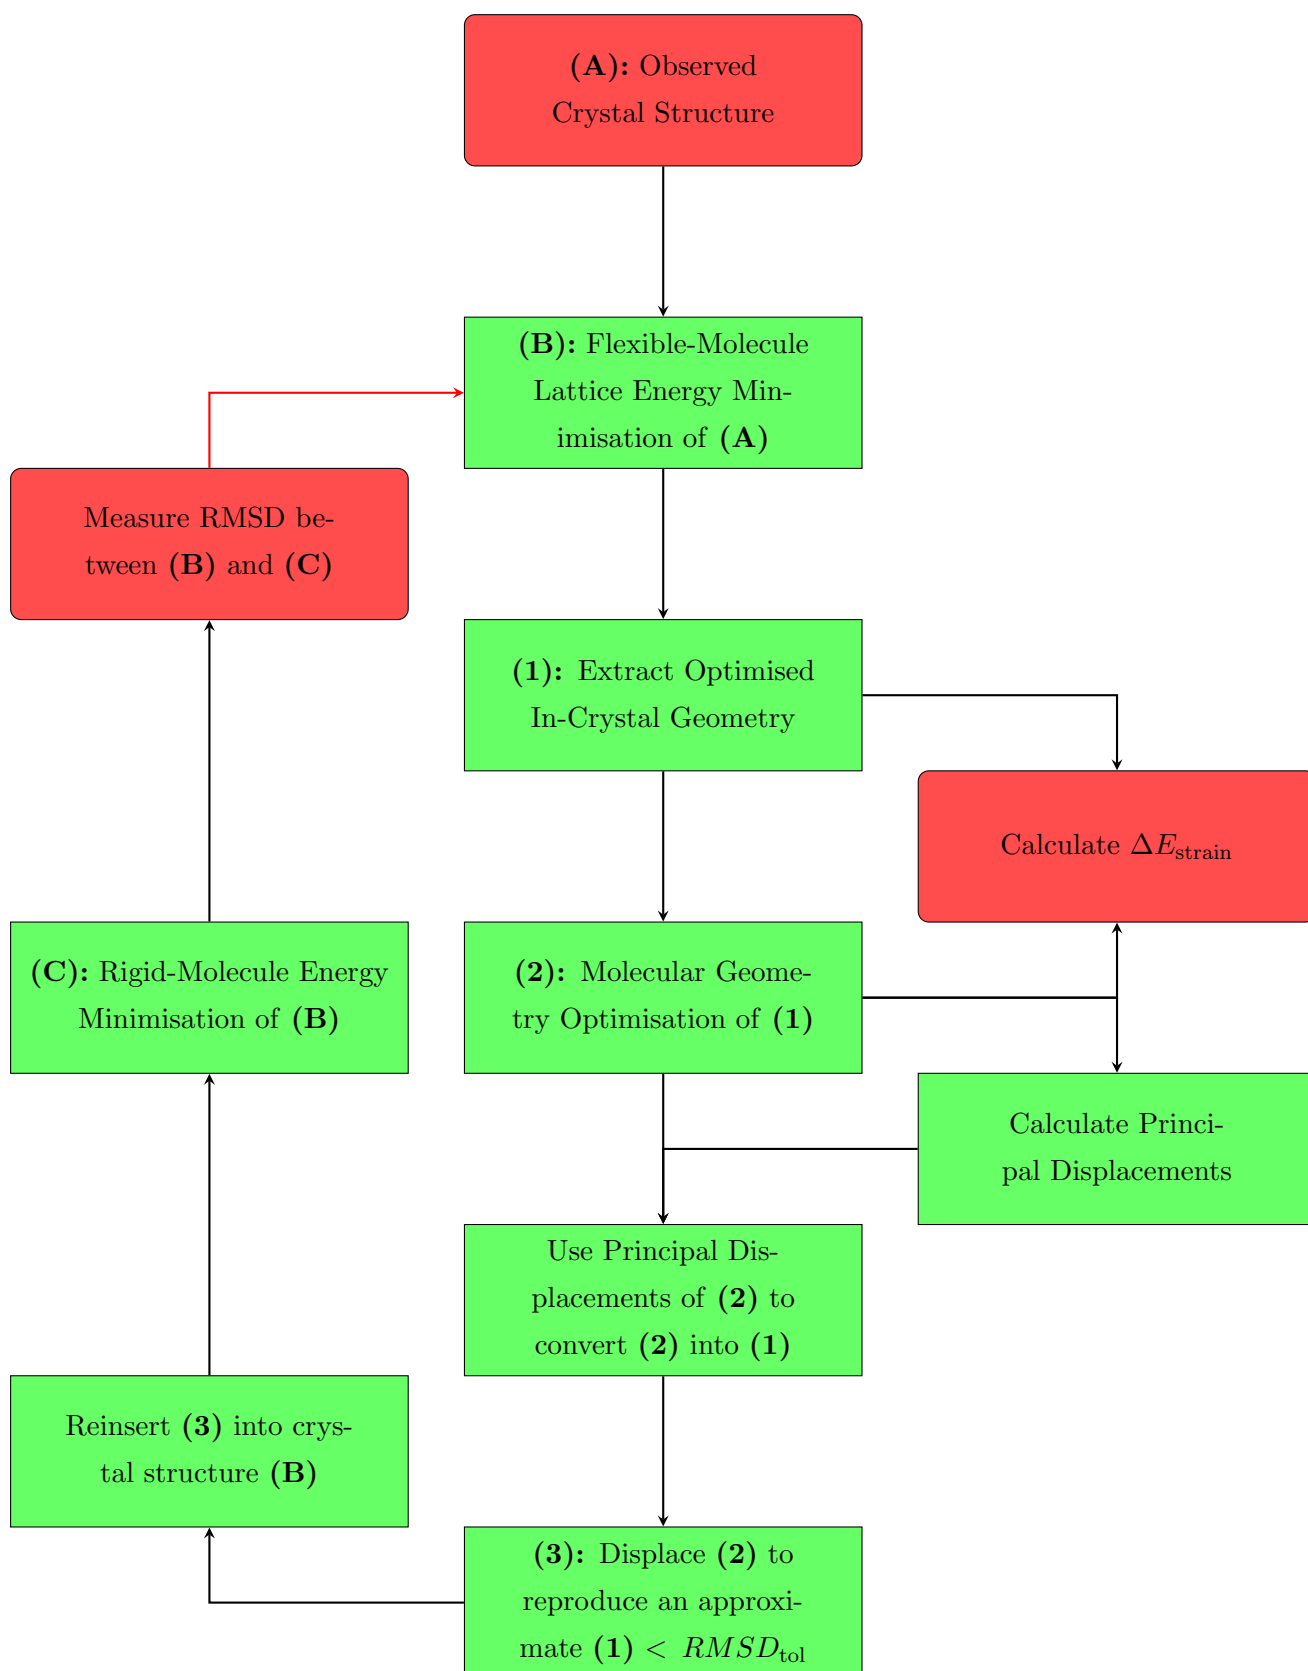 (A): Observed
Crystal Structure
(B): Flexible-Molecule
Lattice Energy Min-
imisation of (A)
Measure RMSD be-
tween (B) and (C)
(1): Extract Optimised
In-Crystal Geometry
Calculate ΔE_strain
(C): Rigid-Molecule Energy
Minimisation of (B)
(2): Molecular Geome-
try Optimisation of (1)
Calculate Princi-
pal Displacements
Use Principal Dis-
placements of (2) to
convert (2) into (1)
Reinsert (3) into crys-
tal structure (B)
(3): Displace (2) to
reproduce an approxi-
mate (1) < RMSD_tol